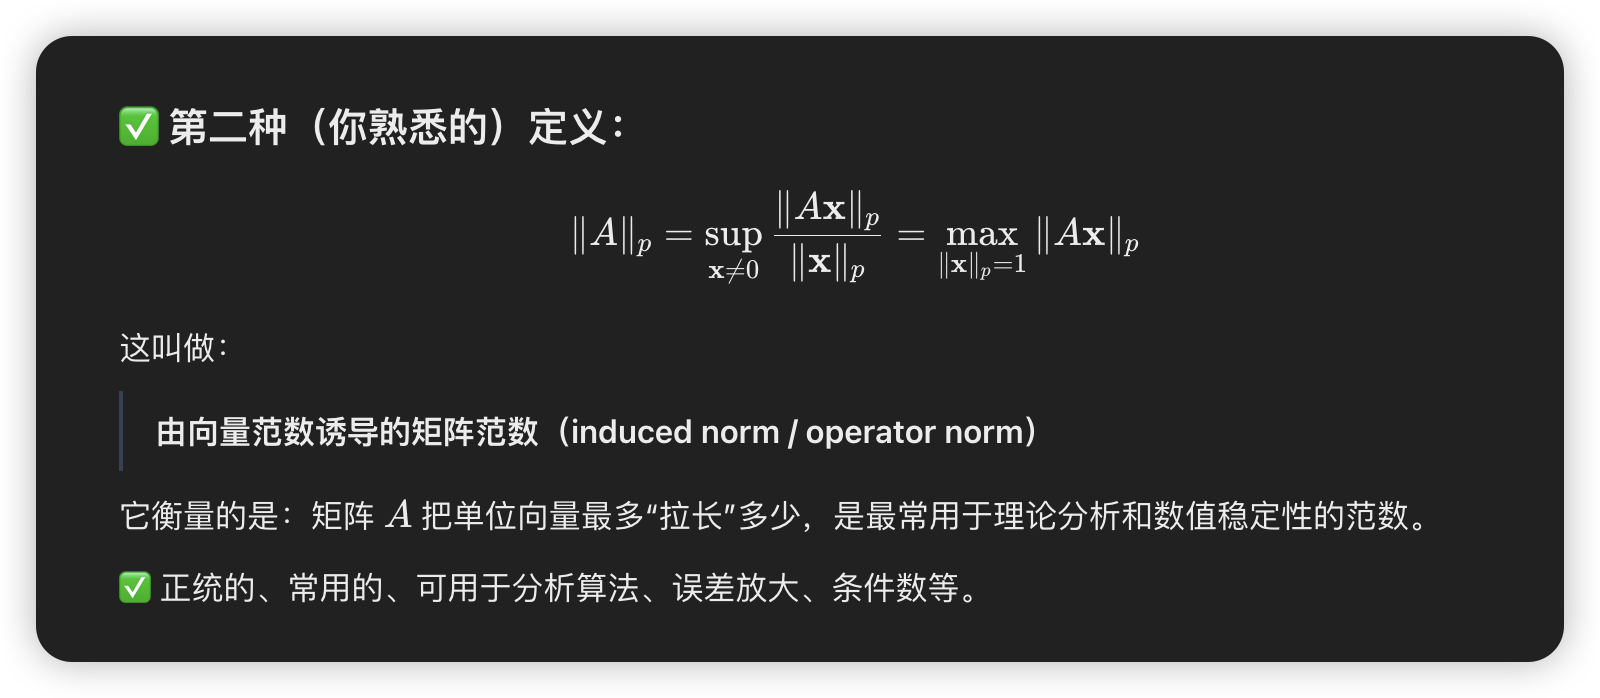 ✅ 第二种（你熟悉的）定义：
$$\|A\|_p = \sup_{\mathbf{x} \neq 0} \frac{\|A\mathbf{x}\|_p}{\|\mathbf{x}\|_p} = \max_{\|\mathbf{x}\|_p = 1} \|A\mathbf{x}\|_p$$
这叫做：
由向量范数诱导的矩阵范数（induced norm / operator norm）
它衡量的是：矩阵 $A$ 把单位向量最多“拉长”多少，是最常用于理论分析和数值稳定性的范数。
✅ 正统的、常用的、可用于分析算法、误差放大、条件数等。